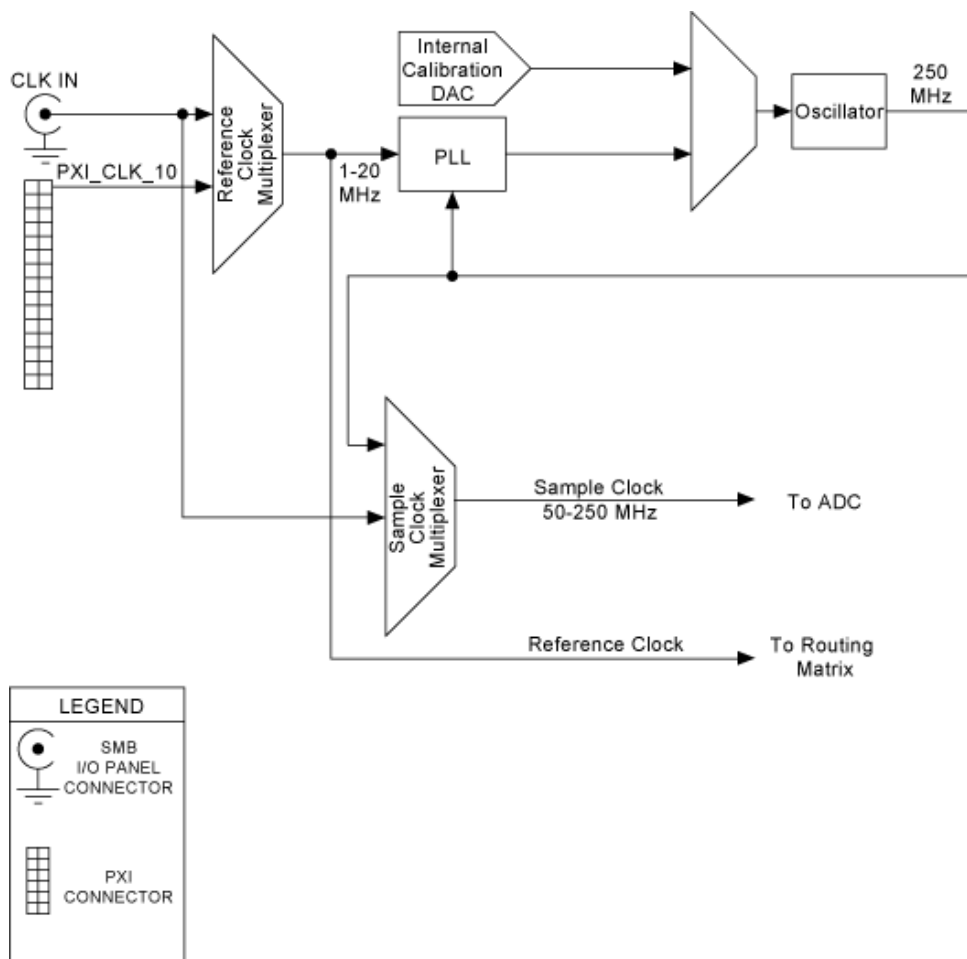 CLK IN
PXI_CLK_10
Reference
Clock
Multiplexer
1-20
MHz
Internal
Calibration
DAC
PLL
Oscillator
250
MHz
Sample
Clock
Multiplexer
Sample Clock
50-250 MHz
To ADC
Reference Clock
To Routing
Matrix
LEGEND
SMB
I/O PANEL
CONNECTOR
PXI
CONNECTOR